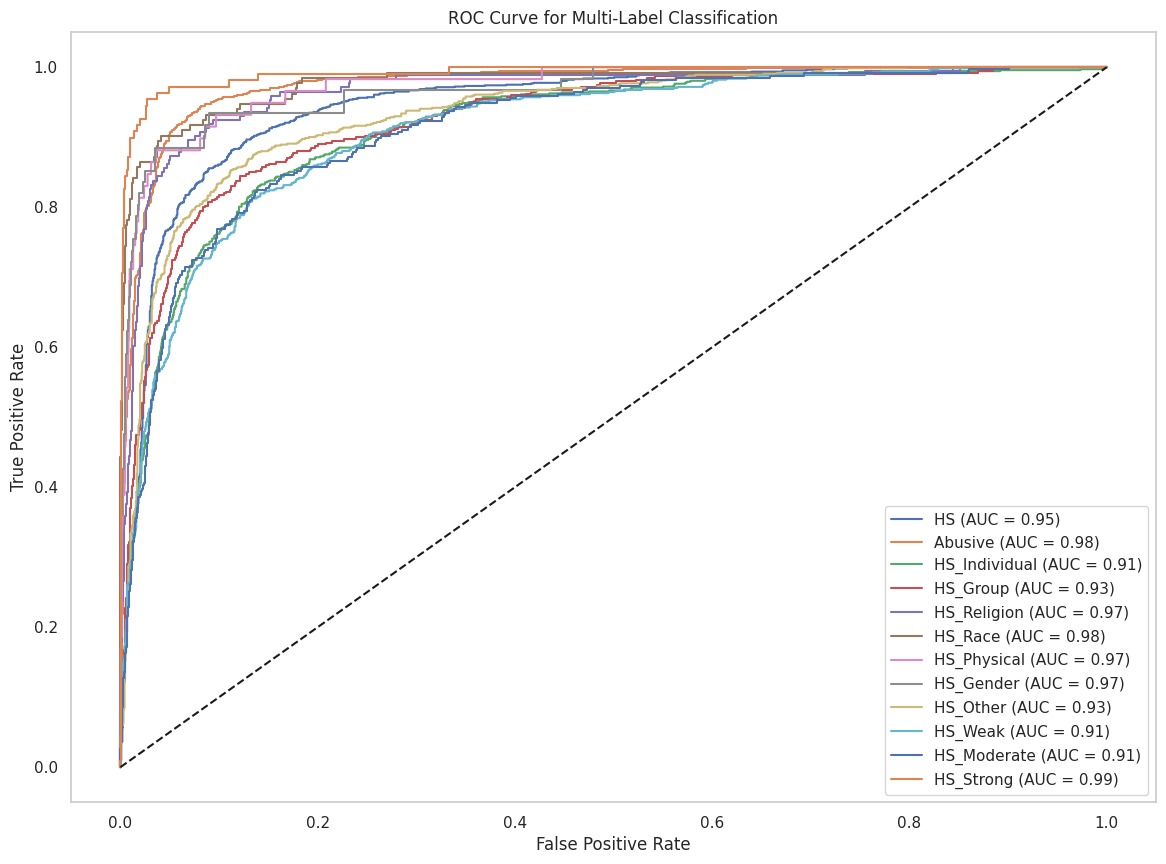 ROC Curve for Multi-Label Classification
1.0
0.8
0.6
0.4
0.2
0.0
True Positive Rate
0.0 0.2 0.4 0.6 0.8 1.0
False Positive Rate
HS (AUC = 0.95)
Abusive (AUC = 0.98)
HS_Individual (AUC = 0.91)
HS_Group (AUC = 0.93)
HS_Religion (AUC = 0.97)
HS_Race (AUC = 0.98)
HS_Physical (AUC = 0.97)
HS_Gender (AUC = 0.97)
HS_Other (AUC = 0.93)
HS_Weak (AUC = 0.91)
HS_Moderate (AUC = 0.91)
HS_Strong (AUC = 0.99)